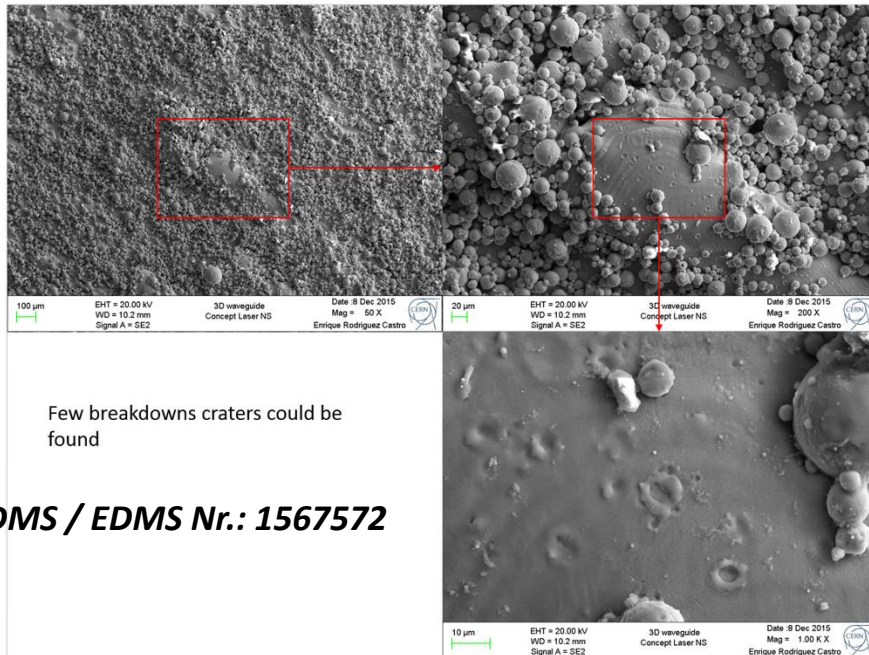 100 µm
EHT = 20.00 kV
WD = 10.2 mm
Signal A = SE2
3D waveguide
Concept Laser NS
Date :8 Dec 2015
Mag = 50 X
Enrique Rodriguez Castro
CERN
20 µm
EHT = 20.00 kV
WD = 10.2 mm
Signal A = SE2
3D waveguide
Concept Laser NS
Date :8 Dec 2015
Mag = 200 X
Enrique Rodriguez Castro
CERN
Few breakdowns craters could be
found
DMS / EDMS Nr.: 1567572
10 µm
EHT = 20.00 kV
WD = 10.2 mm
Signal A = SE2
3D waveguide
Concept Laser NS
Date :8 Dec 2015
Mag = 1.00 K X
Enrique Rodriguez Castro
CERN